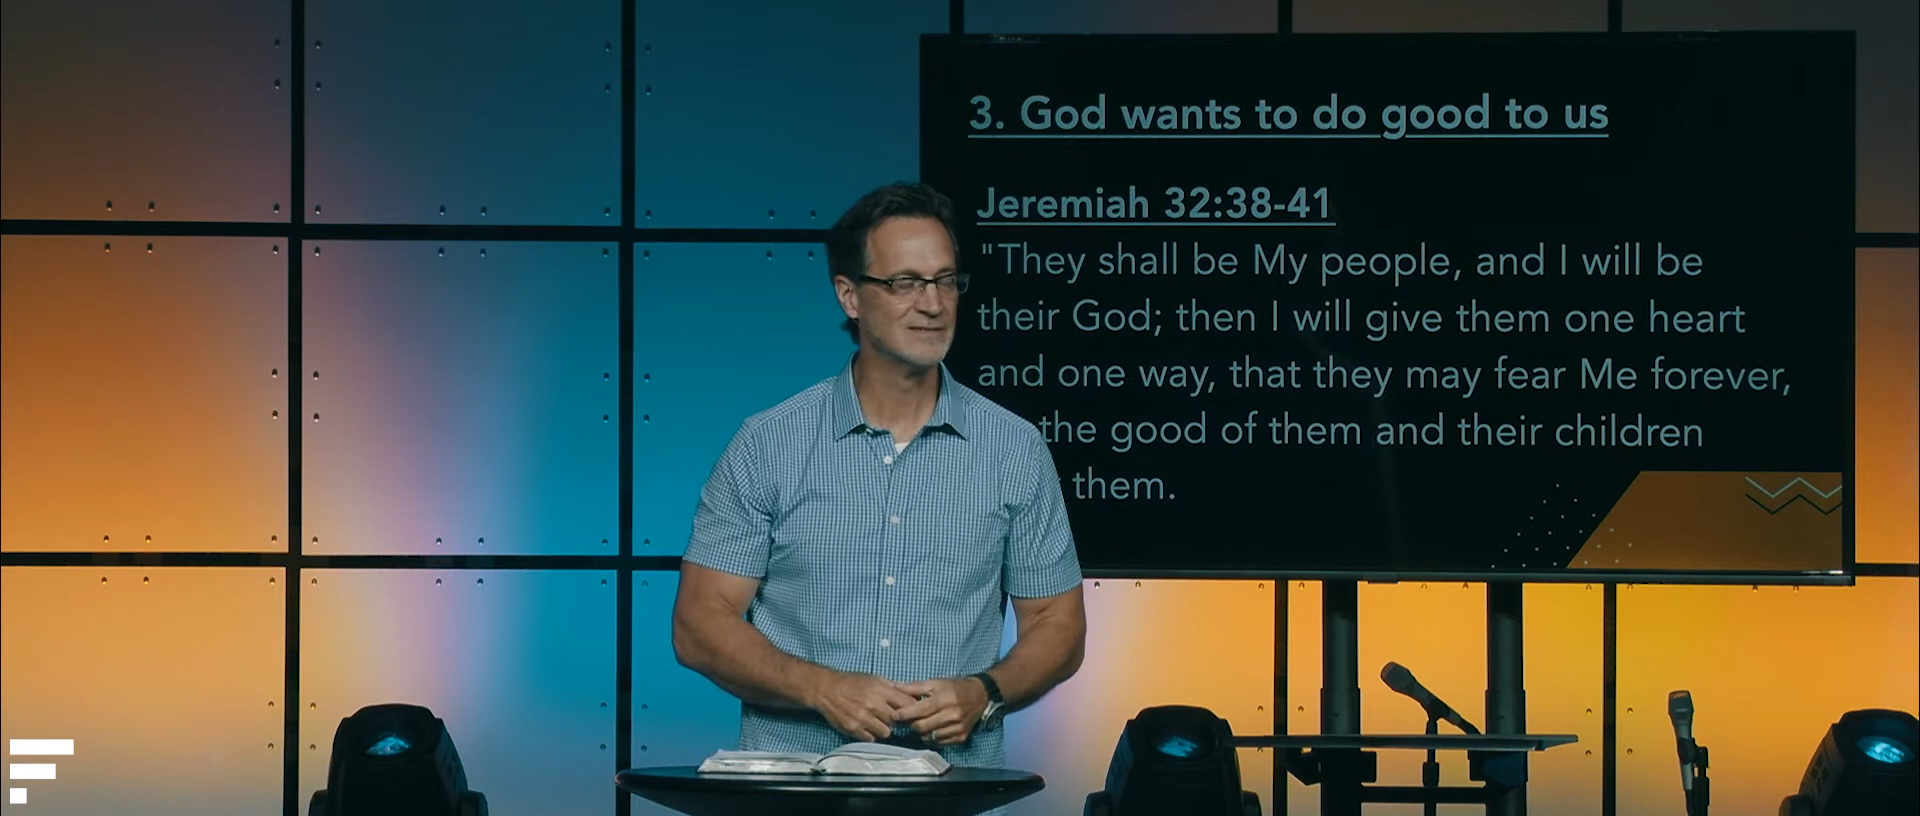 3. God wants to do good to us
Jeremiah 32:38-41
"They shall be My people, and I will be
their God; then I will give them one heart
and one way, that they may fear Me forever,
the good of them and their children
them.